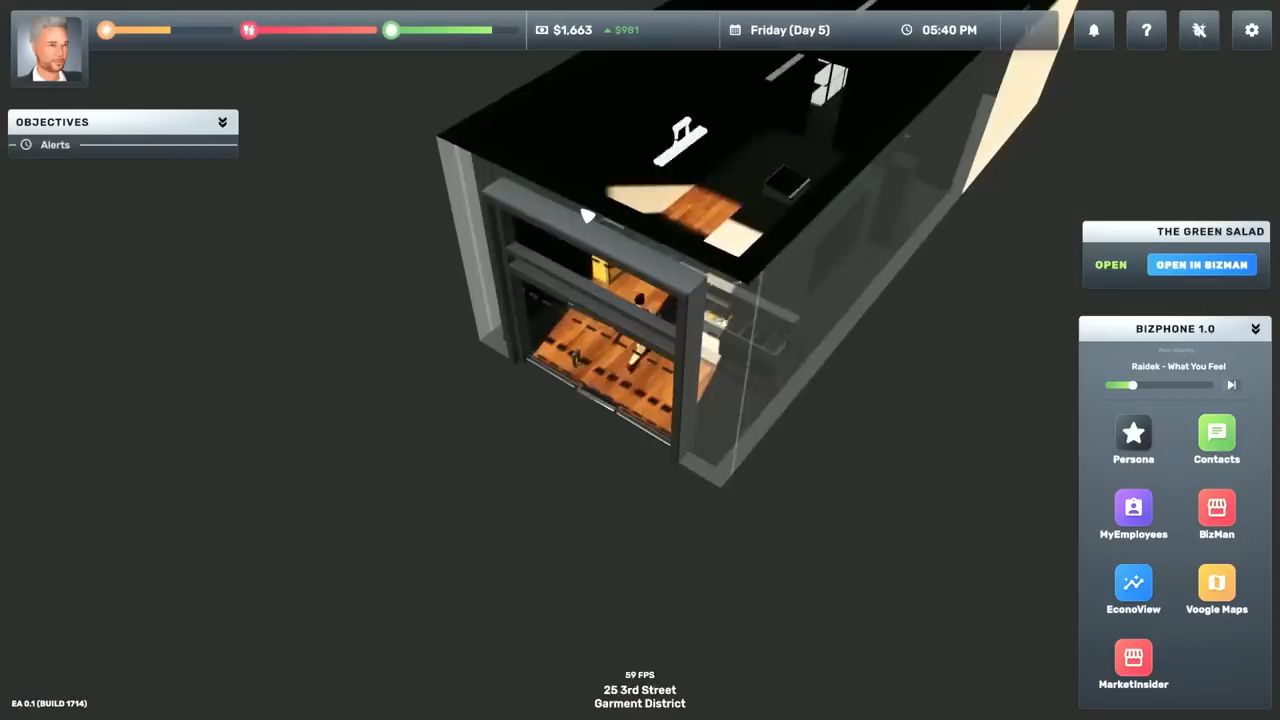 $1,663
$981
Friday (Day 5)
05:40 PM
OBJECTIVES
Alerts
THE GREEN SALAD
OPEN
OPEN IN BIZMAN
BIZPHONE 1.0
Raidek - What You Feel
Persona
Contacts
MyEmployees
BizMan
EconoView
Voogle Maps
MarketInsider
59 FPS
25 3rd Street
Garment District
EA 0.1 (BUILD 1714)